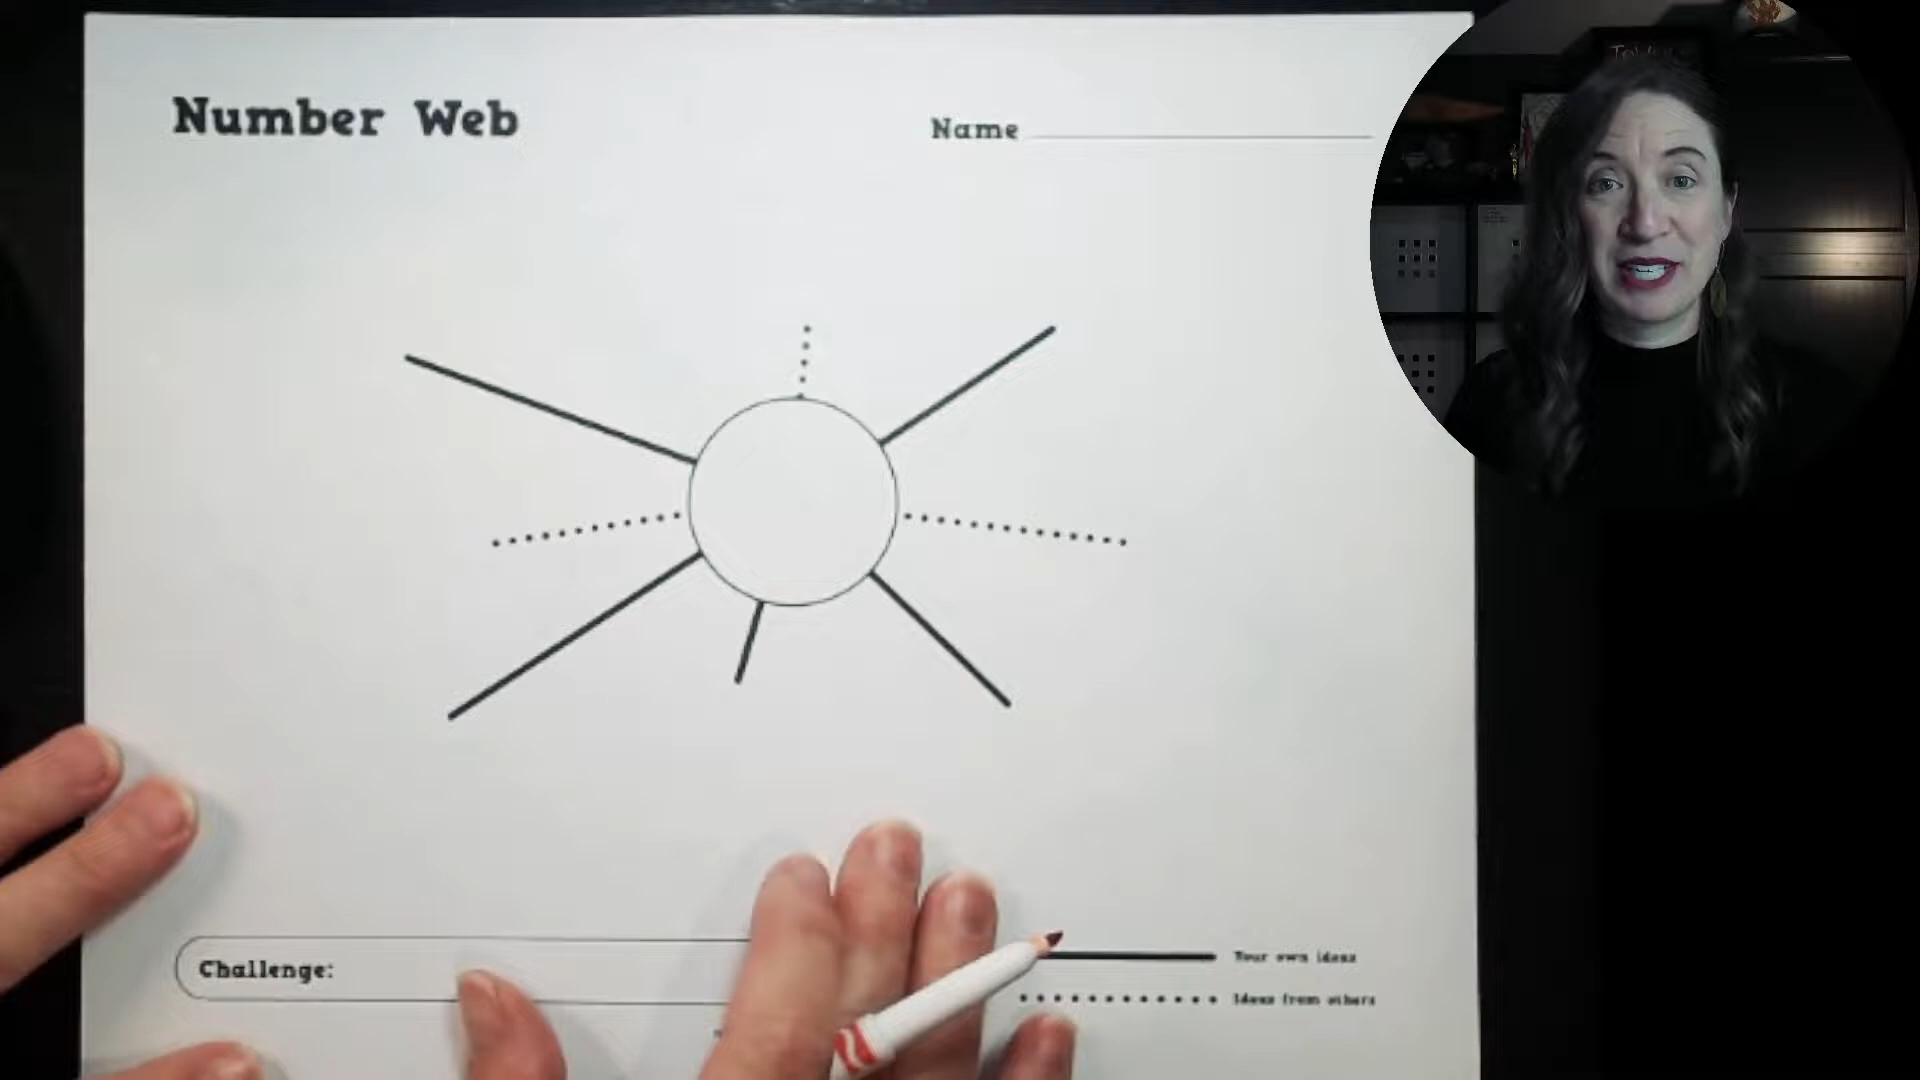 Number Web
Name
Challenge:
Your own ideas
Ideas from others